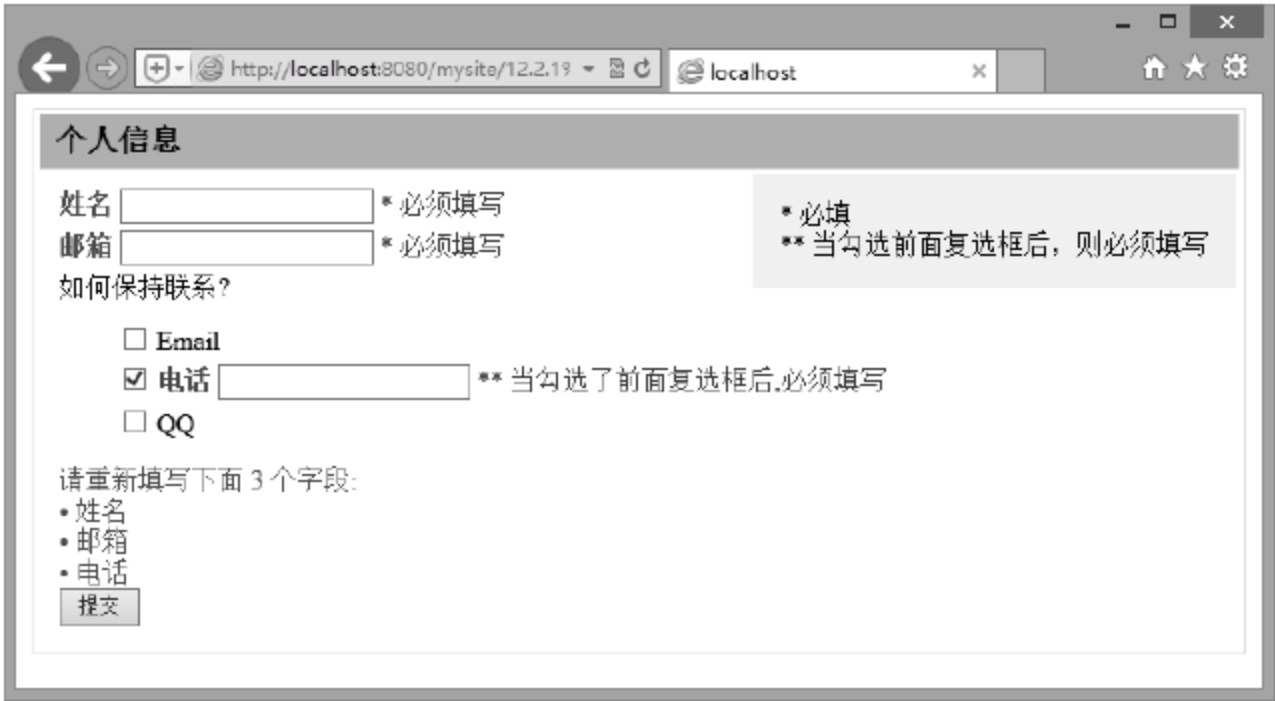 http://localhost:8080/mysite/12.2.19
localhost
个人信息
姓名 * 必须填写
邮箱 * 必须填写
* 必填
** 当勾选前面复选框后，则必须填写
如何保持联系?
Email
电话 ** 当勾选了前面复选框后,必须填写
QQ
请重新填写下面 3 个字段:
• 姓名
• 邮箱
• 电话
提交